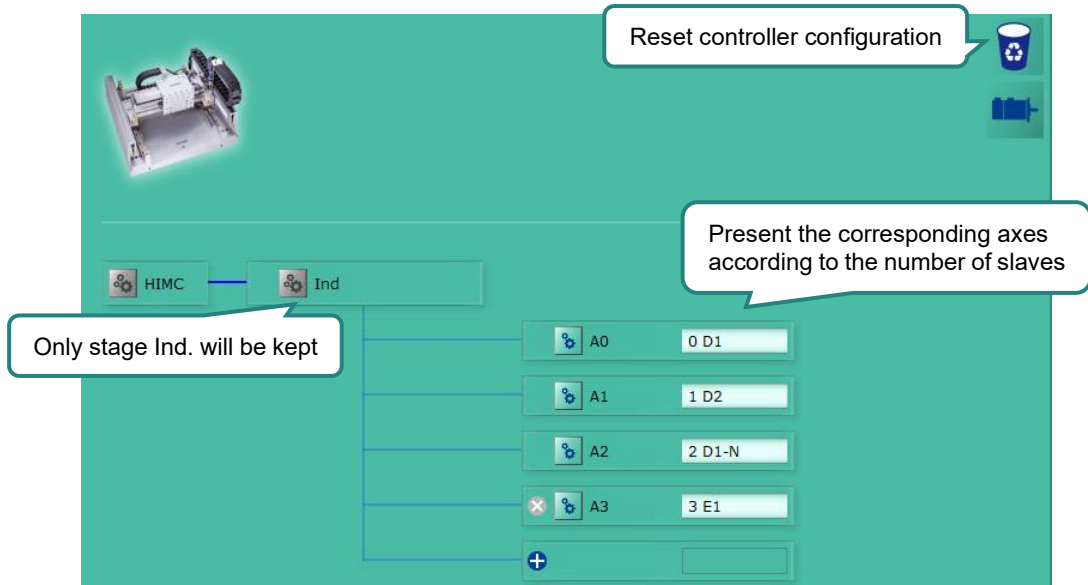 Reset controller configuration
Present the corresponding axes
according to the number of slaves
HIMC
Ind
Only stage Ind. will be kept
A0 0 D1
A1 1 D2
A2 2 D1-N
A3 3 E1